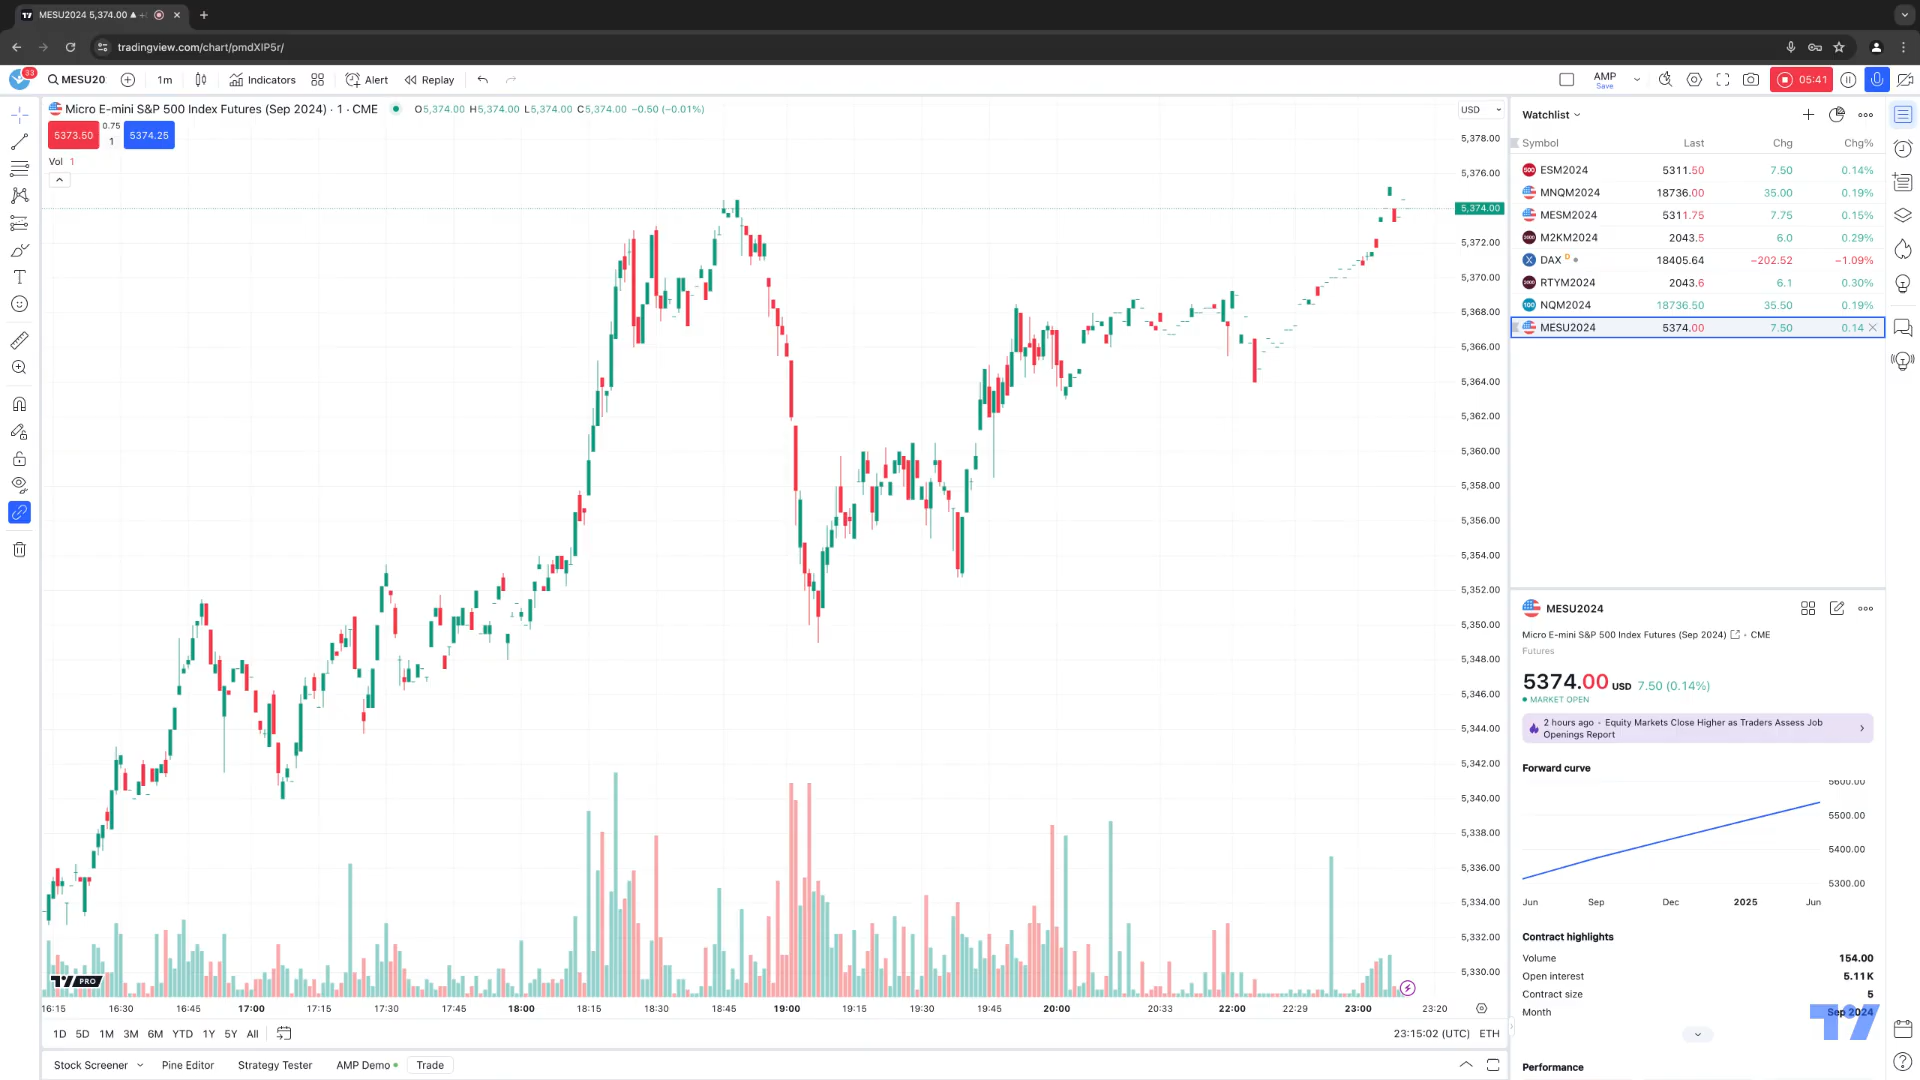 MESU2024 5,374.00 ▲ +
tradingview.com/chart/pmdXIP5r/
33
MESU20
1m
Indicators
Alert
Replay
AMP
Save
05:41
Micro E-mini S&P 500 Index Futures (Sep 2024) · 1 · CME
O5,374.00 H5,374.00 L5,374.00 C5,374.00 −0.50 (−0.01%)
5373.50
0.75
1
5374.25
Vol 1
USD
5,378.00
5,376.00
5,374.00
5,372.00
5,370.00
5,368.00
5,366.00
5,364.00
5,362.00
5,360.00
5,358.00
5,356.00
5,354.00
5,352.00
5,350.00
5,348.00
5,346.00
5,344.00
5,342.00
5,340.00
5,338.00
5,336.00
5,334.00
5,332.00
5,330.00
PRO
16:15 16:30 16:45 17:00 17:15 17:30 17:45 18:00 18:15 18:30 18:45 19:00 19:15 19:30 19:45 20:00 20:33 22:00 22:29 23:00 23:20
1D 5D 1M 3M 6M YTD 1Y 5Y All
23:15:02 (UTC) ETH
Stock Screener Pine Editor Strategy Tester AMP Demo Trade
Watchlist
Symbol Last Chg Chg%
ESM2024 5311.50 7.50 0.14%
MNQM2024 18736.00 35.00 0.19%
MESM2024 5311.75 7.75 0.15%
M2KM2024 2043.5 6.0 0.29%
DAX D 18405.64 −202.52 −1.09%
RTYM2024 2043.6 6.1 0.30%
NQM2024 18736.50 35.50 0.19%
MESU2024 5374.00 7.50 0.14
MESU2024
Micro E-mini S&P 500 Index Futures (Sep 2024) · CME
Futures
5374.00 USD 7.50 (0.14%)
MARKET OPEN
2 hours ago · Equity Markets Close Higher as Traders Assess Job
Openings Report
Forward curve
5600.00
5500.00
5400.00
5300.00
Jun Sep Dec 2025 Jun
Contract highlights
Volume 154.00
Open interest 5.11K
Contract size 5
Month Sep 2024
Performance